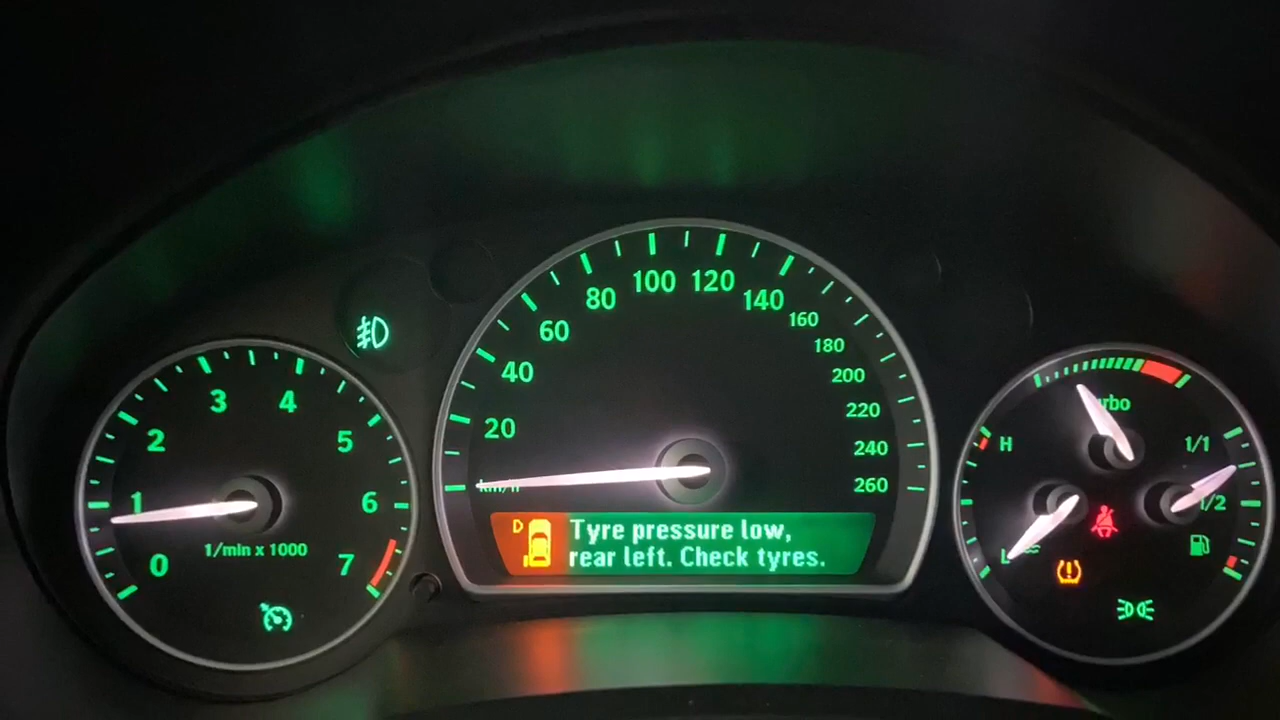 100 120
80 140
60 160
180
40 200
3 4 220
20
2 5 240
260
H 1/1
1 6 1/2
1/min x 1000
0 7
D Tyre pressure low,
rear left. Check tyres.
L